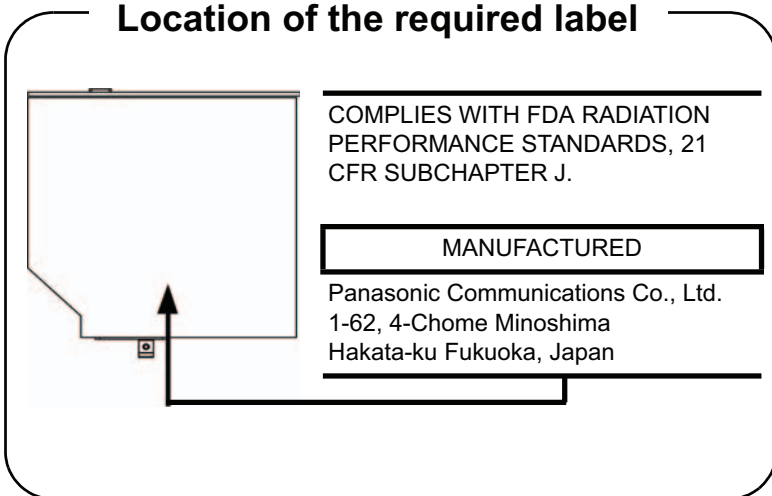 Location of the required label
COMPLIES WITH FDA RADIATION
PERFORMANCE STANDARDS, 21
CFR SUBCHAPTER J.
MANUFACTURED
Panasonic Communications Co., Ltd.
1-62, 4-Chome Minoshima
Hakata-ku Fukuoka, Japan